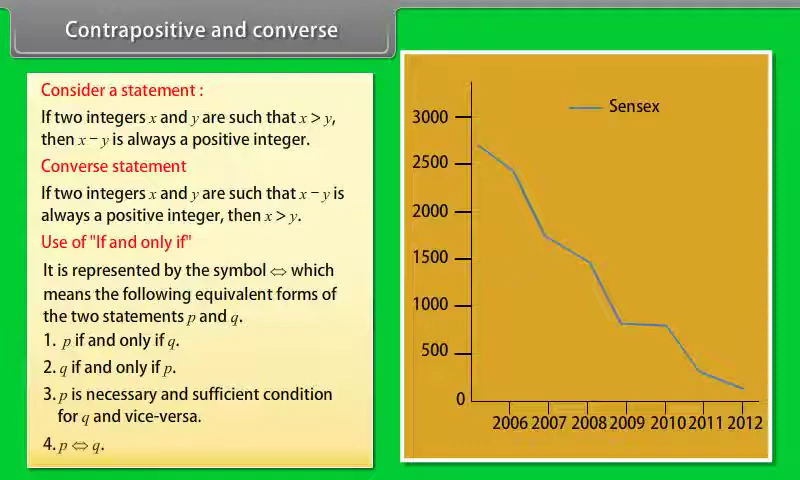 Contrapositive and converse
Consider a statement :
If two integers x and y are such that x > y,
then x − y is always a positive integer.
Converse statement
If two integers x and y are such that x − y is
always a positive integer, then x > y.
Use of "If and only if"
It is represented by the symbol ⇔ which
means the following equivalent forms of
the two statements p and q.
1. p if and only if q.
2. q if and only if p.
3. p is necessary and sufficient condition
for q and vice-versa.
4. p ⇔ q.
Sensex
3000
2500
2000
1500
1000
500
0
2006 2007 2008 2009 2010 2011 2012